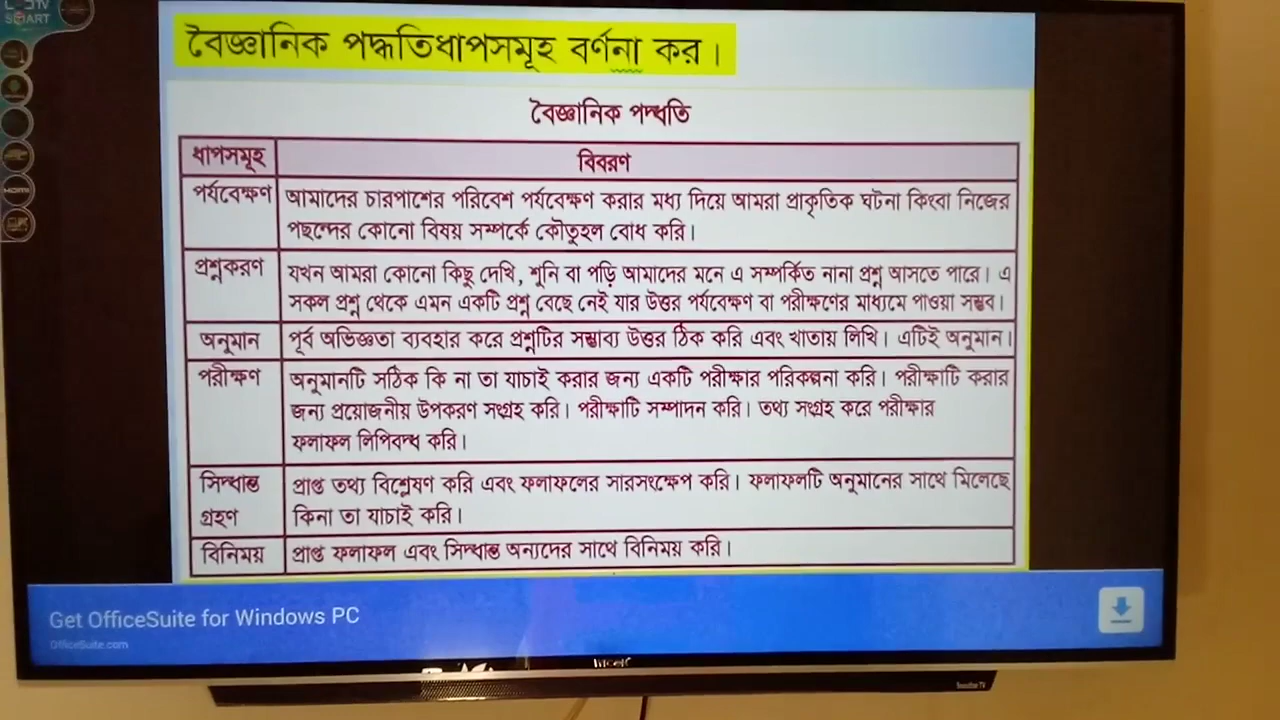 বৈজ্ঞানিক পদ্ধতিধাপসমূহ বর্ণনা কর।
বৈজ্ঞানিক পদ্ধতি
ধাপসমূহ বিবরণ
পর্যবেক্ষণ আমাদের চারপাশের পরিবেশ পর্যবেক্ষণ করার মধ্য দিয়ে আমরা প্রাকৃতিক ঘটনা কিংবা নিজের
পছন্দের কোনো বিষয় সম্পর্কে কৌতূহল বোধ করি।
প্রশ্নকরণ যখন আমরা কোনো কিছু দেখি, শুনি বা পড়ি আমাদের মনে এ সম্পর্কিত নানা প্রশ্ন আসতে পারে। এ
সকল প্রশ্ন থেকে এমন একটি প্রশ্ন বেছে নেই যার উত্তর পর্যবেক্ষণ বা পরীক্ষণের মাধ্যমে পাওয়া সম্ভব।
অনুমান পূর্ব অভিজ্ঞতা ব্যবহার করে প্রশ্নটির সম্ভাব্য উত্তর ঠিক করি এবং খাতায় লিখি। এটিই অনুমান।
পরীক্ষণ অনুমানটি সঠিক কি না তা যাচাই করার জন্য একটি পরীক্ষার পরিকল্পনা করি। পরীক্ষাটি করার
জন্য প্রয়োজনীয় উপকরণ সংগ্রহ করি। পরীক্ষাটি সম্পাদন করি। তথ্য সংগ্রহ করে পরীক্ষার
ফলাফল লিপিবদ্ধ করি।
সিদ্ধান্ত প্রাপ্ত তথ্য বিশ্লেষণ করি এবং ফলাফলের সারসংক্ষেপ করি। ফলাফলটি অনুমানের সাথে মিলেছে
গ্রহণ কিনা তা যাচাই করি।
বিনিময় প্রাপ্ত ফলাফল এবং সিদ্ধান্ত অন্যদের সাথে বিনিময় করি।
Get OfficeSuite for Windows PC
OfficeSuite.com